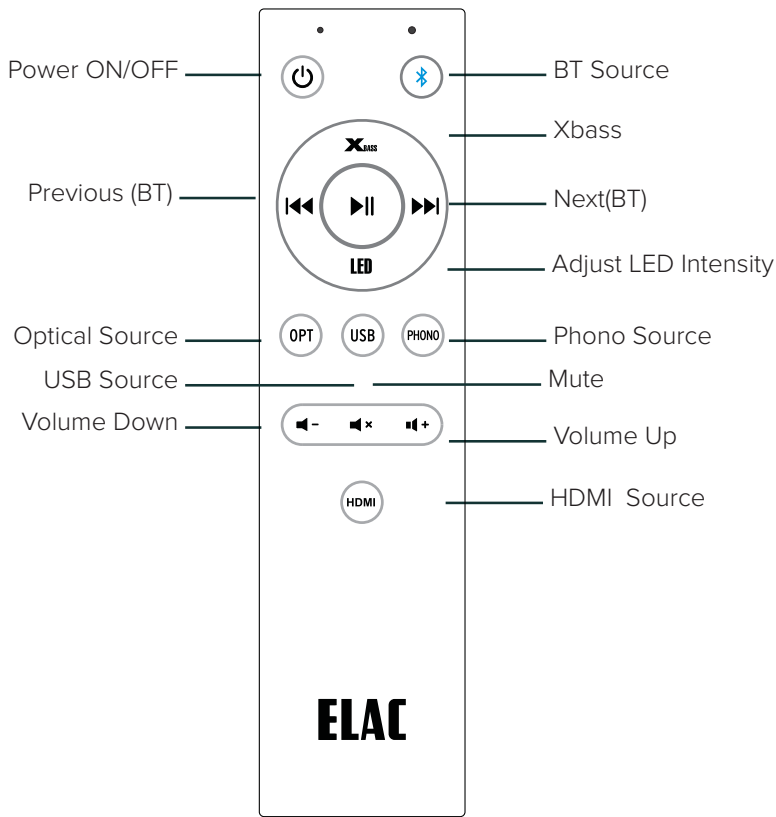 Power ON/OFF
BT Source
XBASS
Xbass
Previous (BT)
Next(BT)
LED
Adjust LED Intensity
OPT
USB
PHONO
Optical Source
Phono Source
USB Source
Mute
Volume Down
Volume Up
HDMI
HDMI Source
ELAC